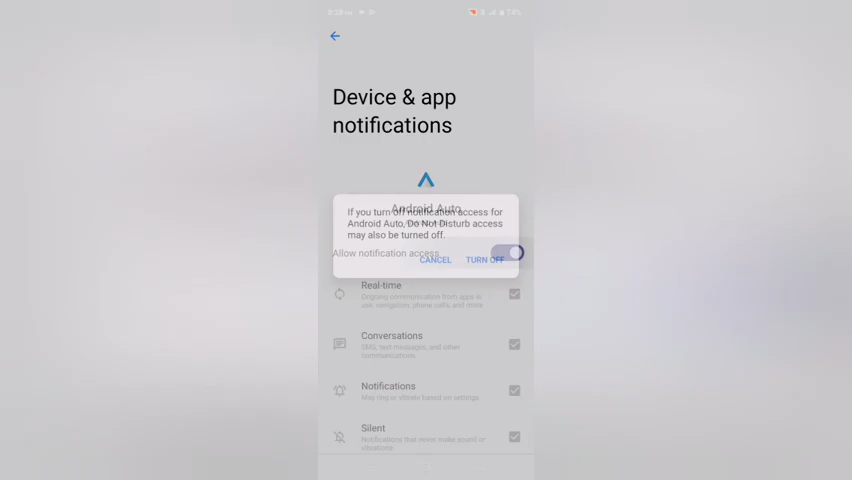 74%
Device & app
notifications
Android Auto
If you turn off notification access for
Android Auto, Do Not Disturb access
may also be turned off.
Allow notification access
CANCEL TURN OFF
Real-time
Ongoing communication from apps in
use, navigation, phone calls, and more
Conversations
SMS, text messages, and other
communications
Notifications
May ring or vibrate based on settings
Silent
Notifications that never make sound or
vibrations